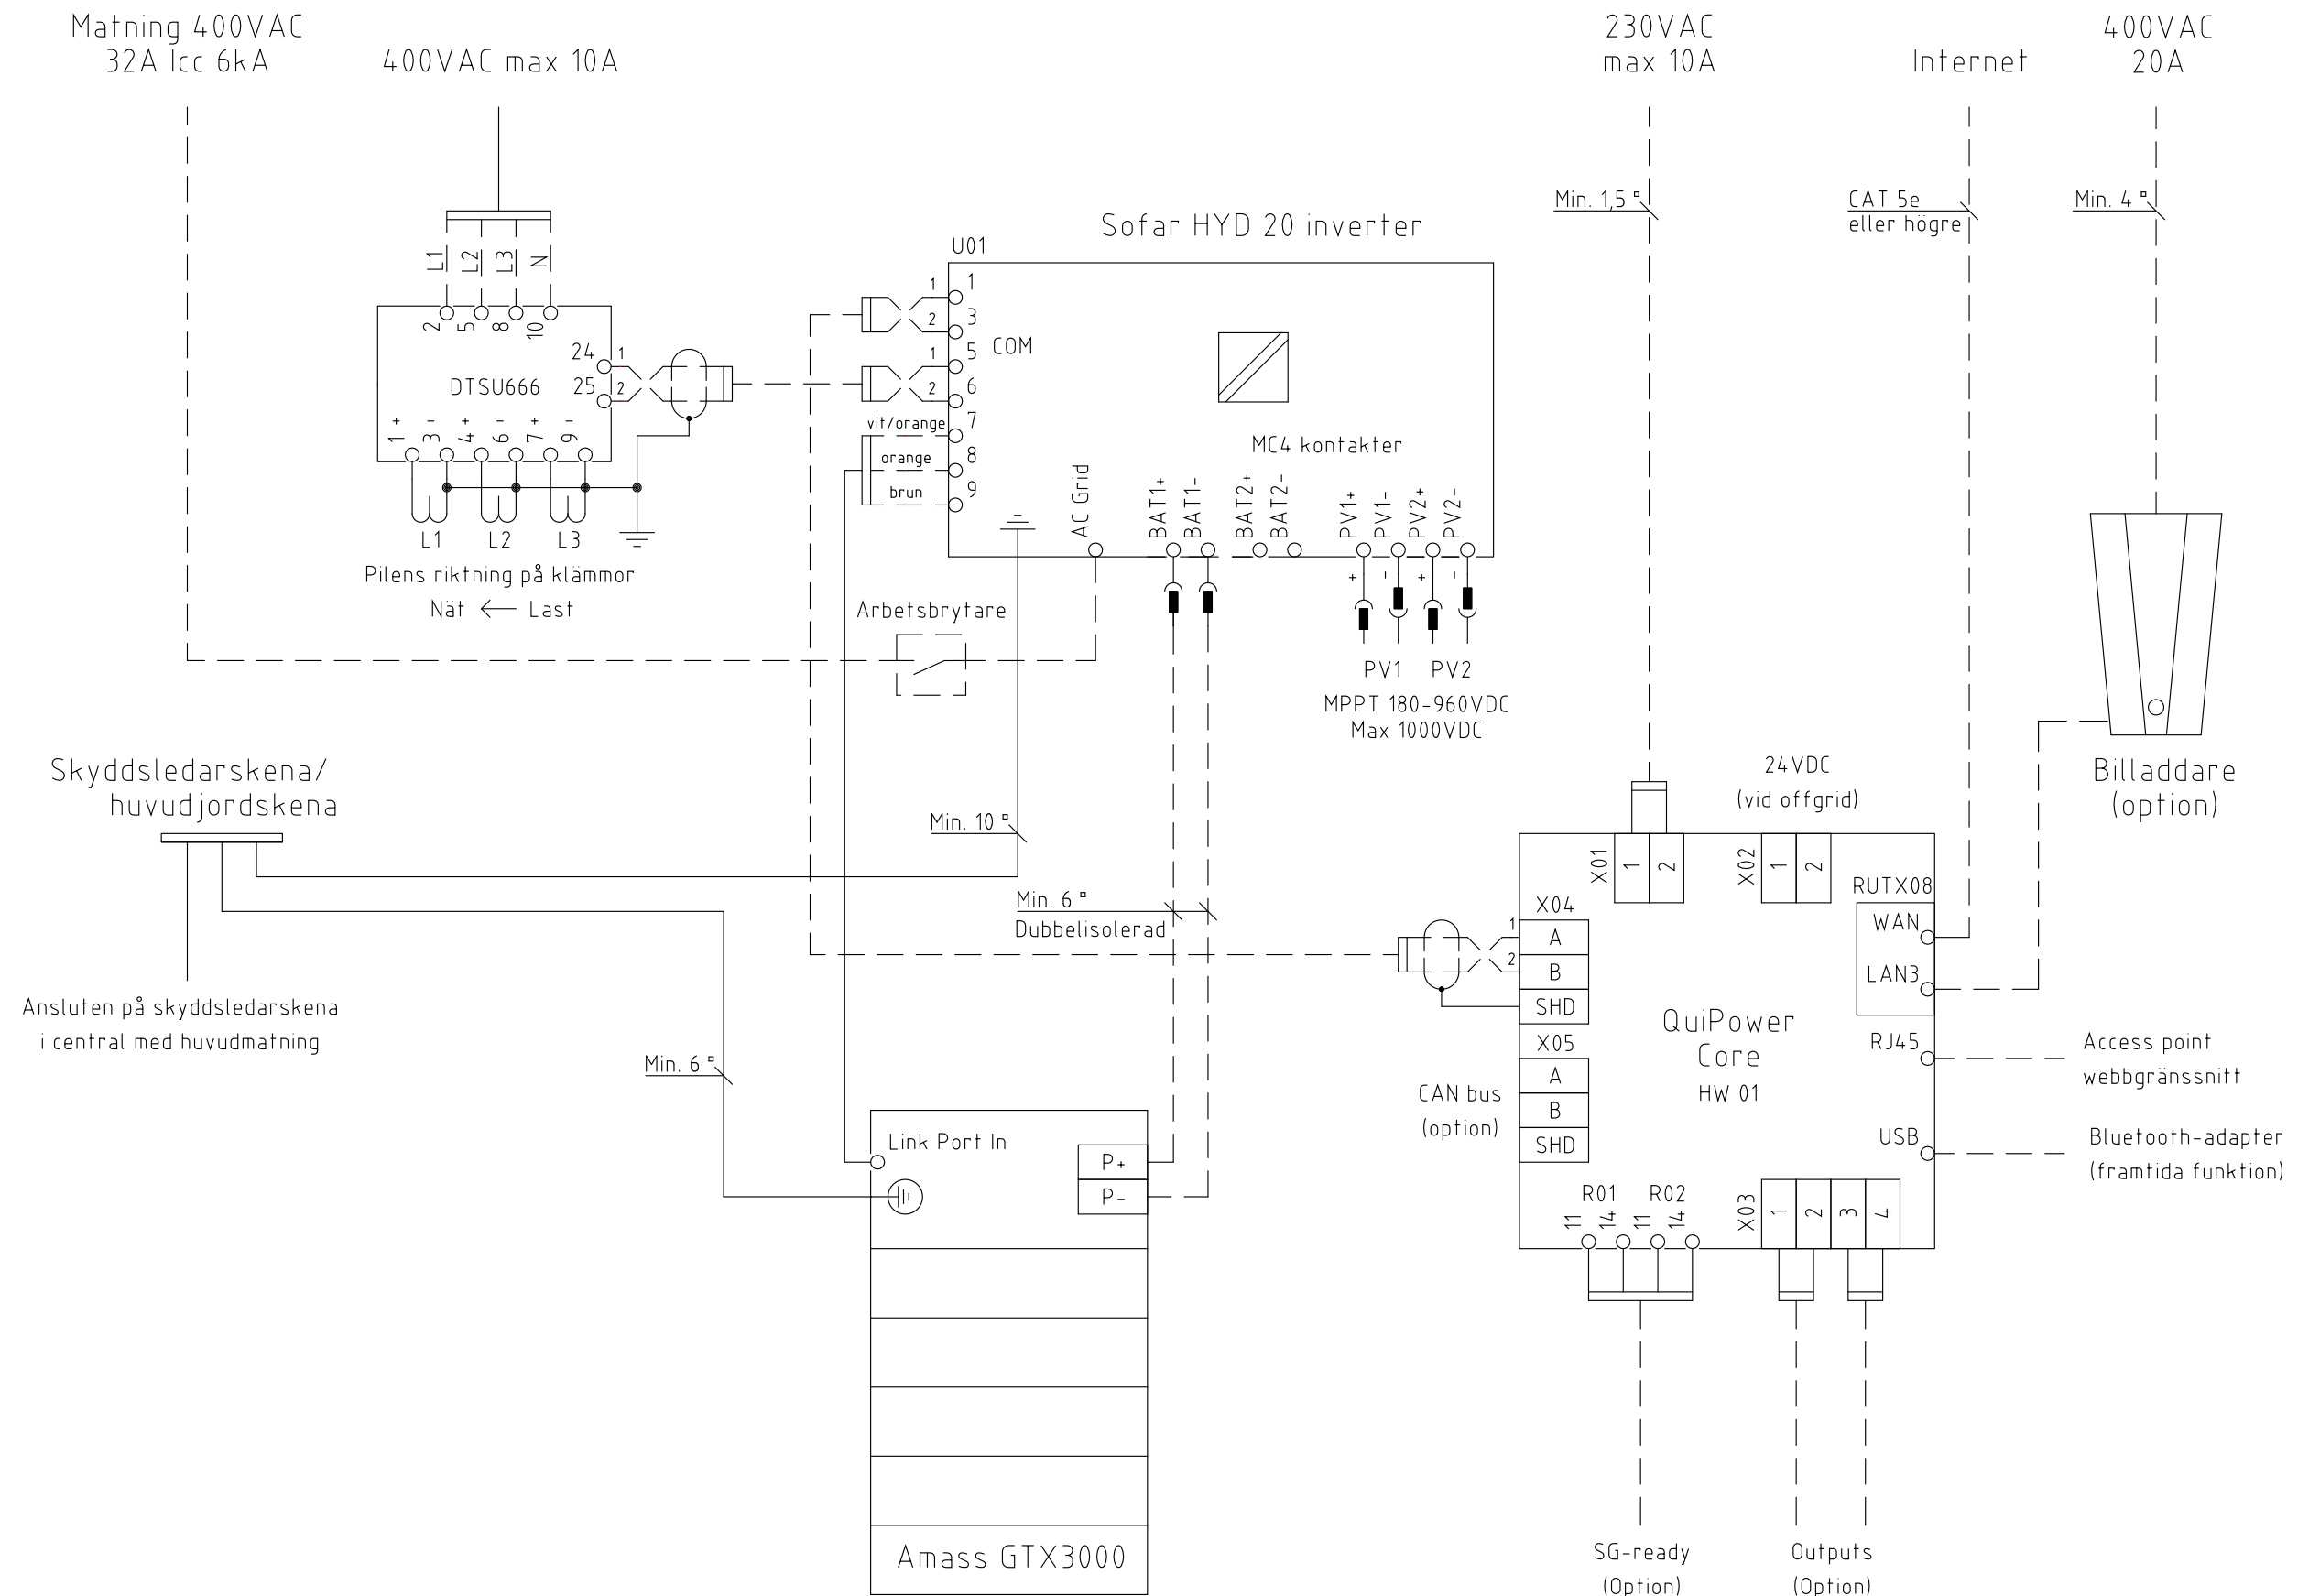 Matning 400VAC
32A Icc 6kA
400VAC max 10A
230VAC
max 10A
Internet
400VAC
20A
Min. 1,5 ▫
CAT 5e
eller högre
Min. 4 ▫
Sofar HYD 20 inverter
U01
L1 L2 L3 N
2 5 8 10
DTSU666
24 1
25 2
1 + 3 - 4 + 6 - 7 + 9 -
L1 L2 L3
Pilens riktning på klämmor
Nät ← Last
1 1
2 3
COM
1 5
2 6
vit/orange 7
orange 8
brun 9
MC4 kontakter
AC Grid
BAT1+
BAT1-
BAT2+
BAT2-
PV1+
PV1-
PV2+
PV2-
+ - + -
PV1 PV2
MPPT 180-960VDC
Max 1000VDC
Arbetsbrytare
Skyddsledarskena/
huvudjordskena
Min. 10 ▫
Min. 6 ▫
Dubbelisolerad
Ansluten på skyddsledarskena
i central med huvudmatning
Min. 6 ▫
Link Port In
P+
P-
Amass GTX3000
24VDC
(vid offgrid)
Billaddare
(option)
X01 1 2
X02 1 2
RUTX08
WAN
LAN3
X04
1 A
2 B
SHD
QuiPower
Core
HW 01
X05
A
B
SHD
CAN bus
(option)
RJ45
Access point
webbgränssnitt
USB
Bluetooth-adapter
(framtida funktion)
R01 R02
11 14 11 14
X03 1 2 3 4
SG-ready
(Option)
Outputs
(Option)